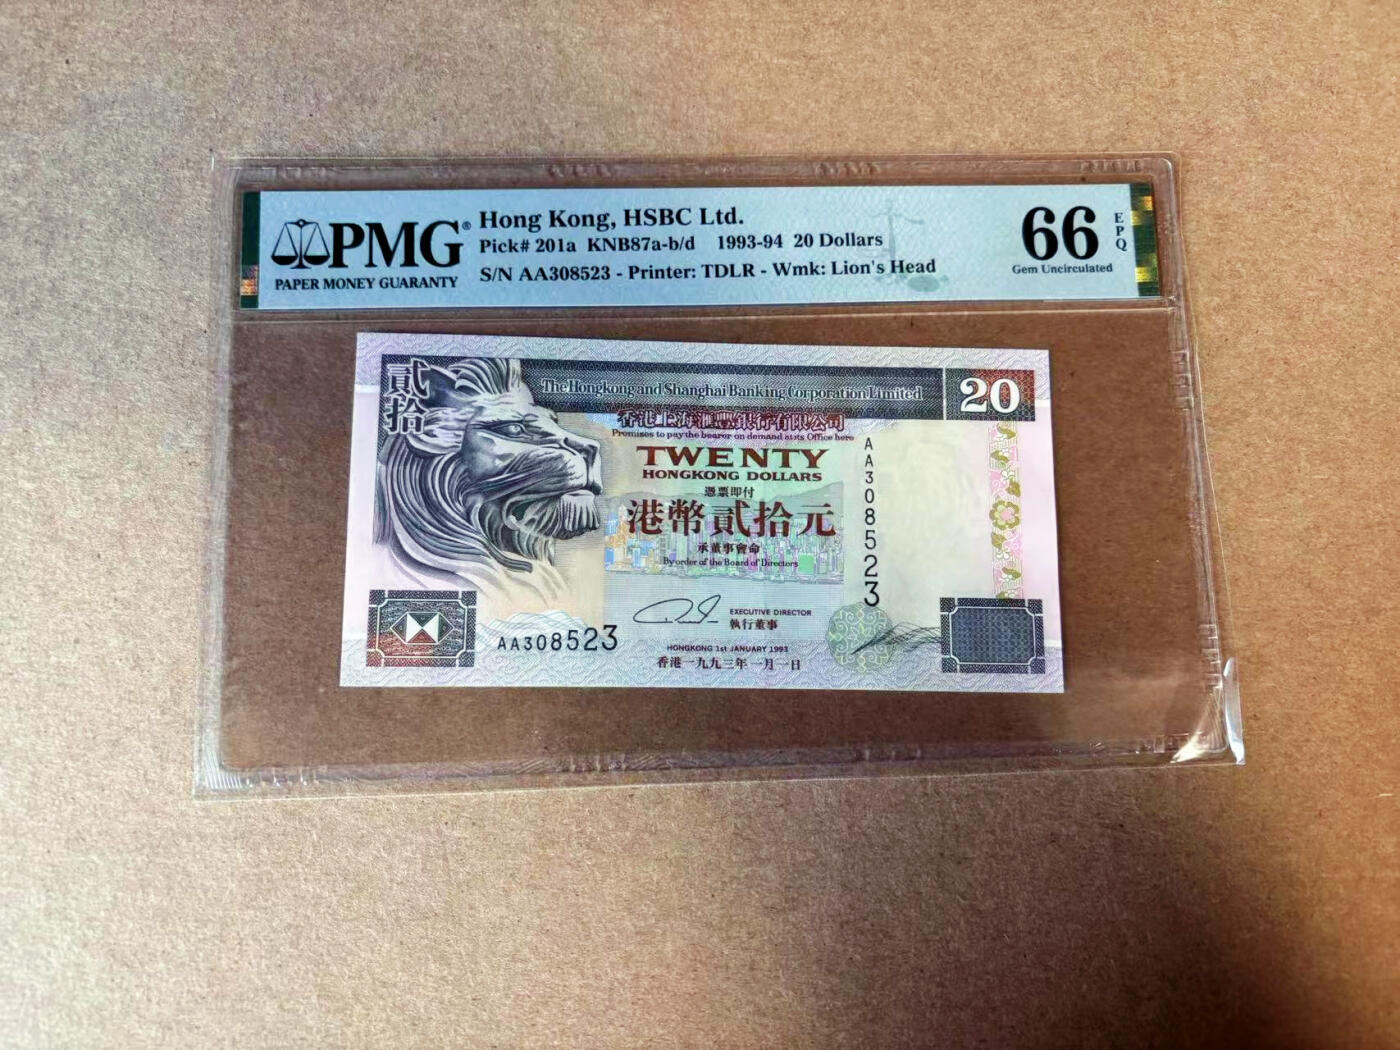 PMG®
PAPER MONEY GUARANTY
Hong Kong, HSBC Ltd.
Pick# 201a KNB87a-b/d 1993-94 20 Dollars
S/N AA308523 - Printer: TDLR - Wmk: Lion's Head
66
EPQ
Gem Uncirculated
貳拾
The Hongkong and Shanghai Banking Corporation Limited
20
香港上海滙豐銀行有限公司
Promises to pay the bearer on demand at its Office here
TWENTY
HONGKONG DOLLARS
憑票即付
港幣貳拾元
承董事會命
By order of the Board of Directors
AA308523
EXECUTIVE DIRECTOR
執行董事
AA308523
HONGKONG 1st JANUARY 1993
香港一九九三年一月一日